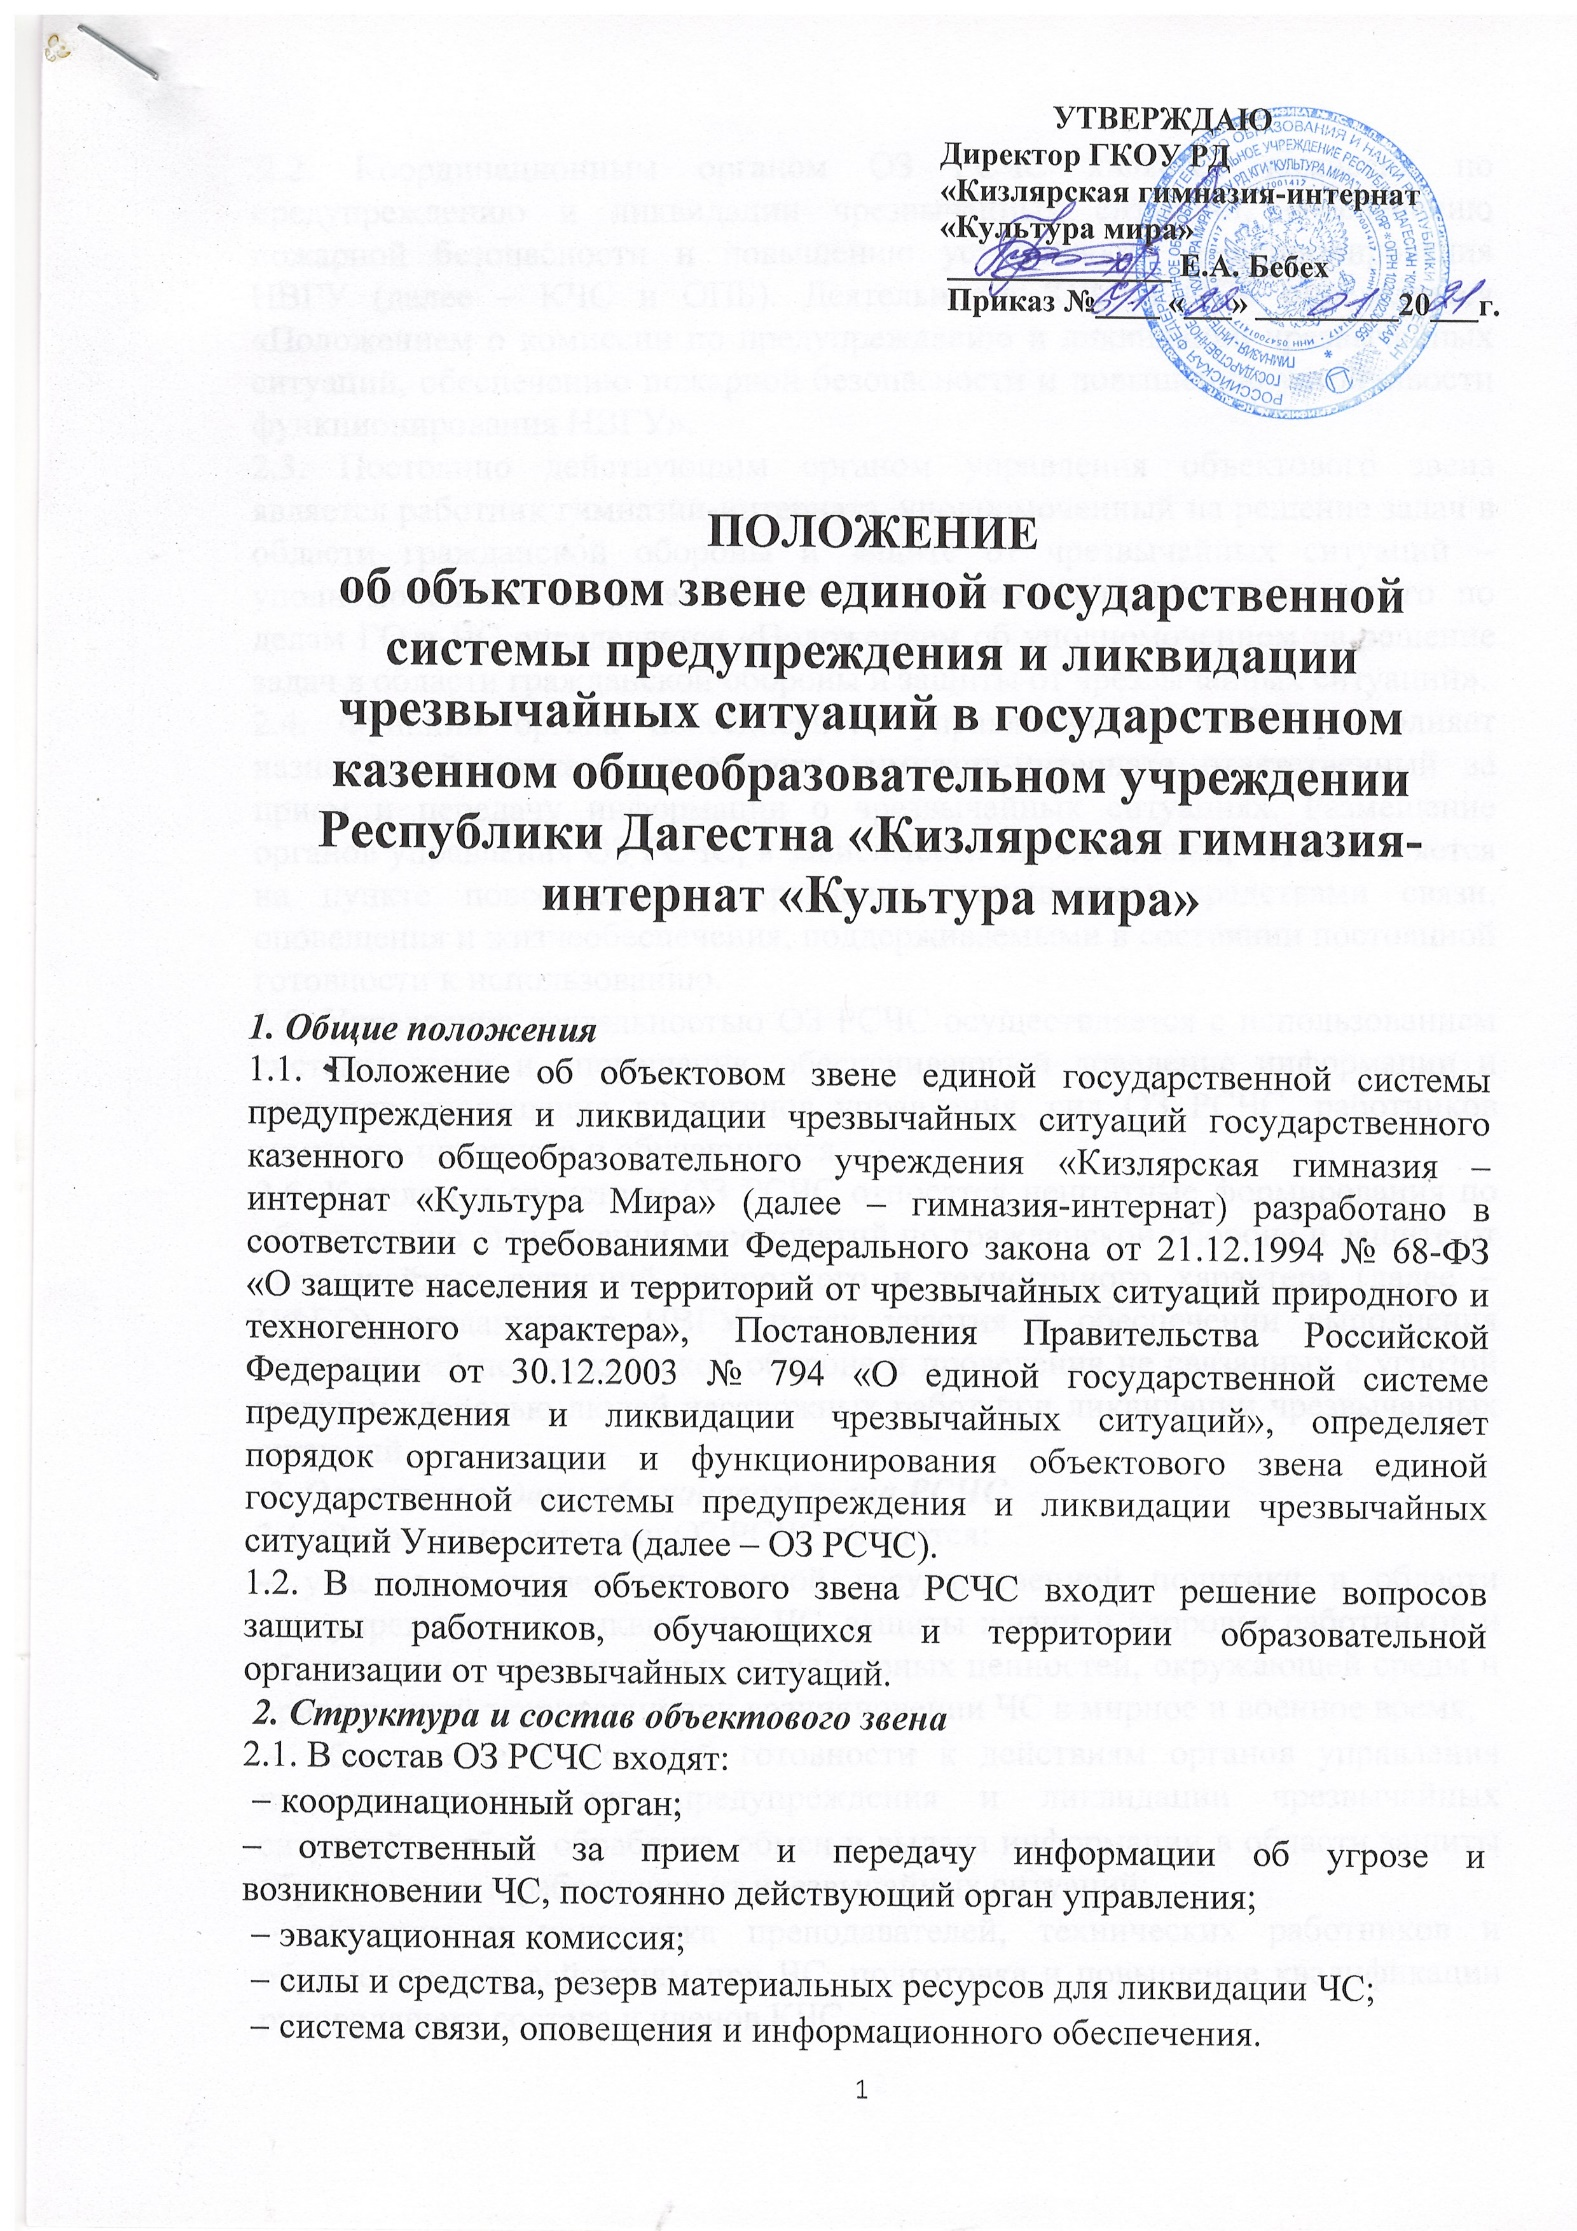 УТВЕРЖДАЮ
Директор ГКОУ РД
«Кизлярская гимназия-интернат
«Культура мира»
____________ Е.А. Бебех
Приказ № «28» 01 2021г.
ПОЛОЖЕНИЕ
об объктовом звене единой государственной
системы предупреждения и ликвидации
чрезвычайных ситуаций в государственном
казенном общеобразовательном учреждении
Республики Дагестна «Кизлярская гимназия-
интернат «Культура мира»
1. Общие положения
1.1. Положение об объектовом звене единой государственной системы
предупреждения и ликвидации чрезвычайных ситуаций государственного
казенного общеобразовательного учреждения «Кизлярская гимназия –
интернат «Культура Мира» (далее – гимназия-интернат) разработано в
соответствии с требованиями Федерального закона от 21.12.1994 № 68-ФЗ
«О защите населения и территорий от чрезвычайных ситуаций природного и
техногенного характера», Постановления Правительства Российской
Федерации от 30.12.2003 № 794 «О единой государственной системе
предупреждения и ликвидации чрезвычайных ситуаций», определяет
порядок организации и функционирования объектового звена единой
государственной системы предупреждения и ликвидации чрезвычайных
ситуаций Университета (далее – ОЗ РСЧС).
1.2. В полномочия объектового звена РСЧС входит решение вопросов
защиты работников, обучающихся и территории образовательной
организации от чрезвычайных ситуаций.
2. Структура и состав объектового звена
2.1. В состав ОЗ РСЧС входят:
– координационный орган;
– ответственный за прием и передачу информации об угрозе и
возникновении ЧС, постоянно действующий орган управления;
– эвакуационная комиссия;
– силы и средства, резерв материальных ресурсов для ликвидации ЧС;
– система связи, оповещения и информационного обеспечения.
1